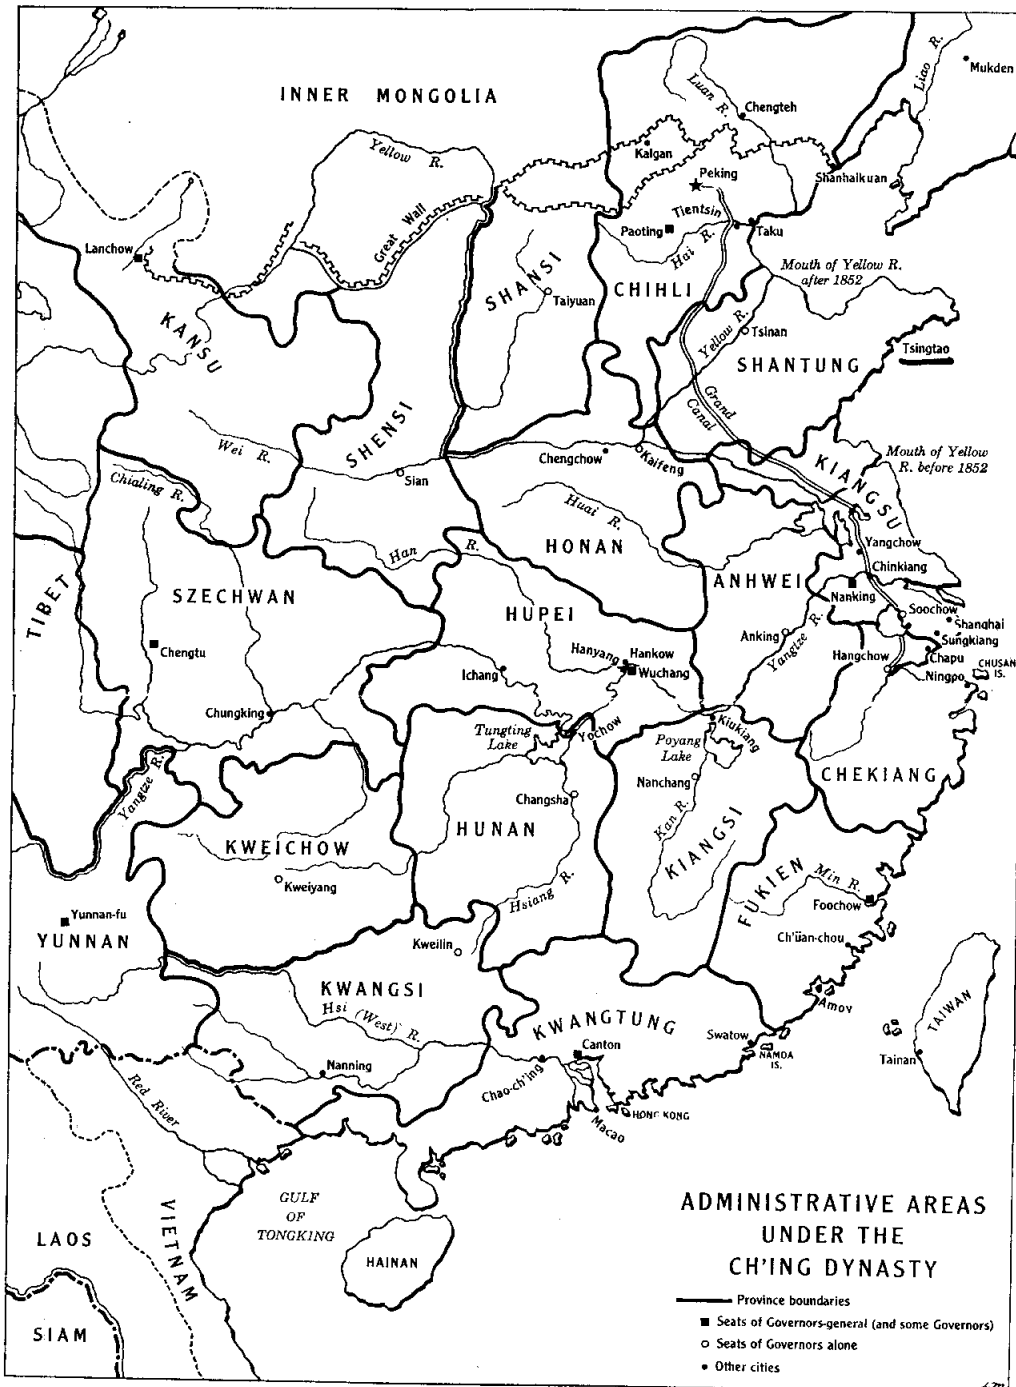 INNER MONGOLIA
Liao R.
Mukden
Luan R.
Chengteh
Yellow R.
Kalgan
Shanhaikuan
Peking
Great Wall
Tientsin
Taku
Paoting
Hai R.
Lanchow
Mouth of Yellow R.
after 1852
SHANSI
CHIHLI
Taiyuan
KANSU
Yellow R.
Tsinan
SHANTUNG
Tsingtao
Grand
Canal
SHENSI
Wei R.
Sian
Chengchow
Kaifeng
KIANGSU
Mouth of Yellow
R. before 1852
Chialing R.
Huai R.
HONAN
Han R.
Yangchow
Chinkiang
TIBET
SZECHWAN
ANHWEI
Nanking
HUPEI
Soochow
Shanghai
Sungkiang
Anking
Yangtze R.
Chengtu
Hanyang
Hankow
Wuchang
Hangchow
Chapu
Ningpo
CHUSAN
IS.
Ichang
Chungking
Tungting
Lake
Yochow
Kiukiang
Poyang
Lake
Nanchang
CHEKIANG
Yangtze R.
Changsha
HUNAN
Kan R.
KIANGSI
KWEICHOW
Kweiyang
Hsiang R.
FUKIEN
Min R.
Foochow
Yunnan-fu
YUNNAN
Kweilin
Ch'üan-chou
KWANGSI
Hsi (West) R.
KWANGTUNG
Amoy
TAIWAN
Swatow
NAMOA
IS.
Tainan
Canton
Nanning
Chao-ch'ing
Red River
HONG KONG
Macao
GULF
OF
TONGKING
VIETNAM
LAOS
HAINAN
SIAM
ADMINISTRATIVE AREAS
UNDER THE
CH'ING DYNASTY
Province boundaries
Seats of Governors-general (and some Governors)
Seats of Governors alone
Other cities